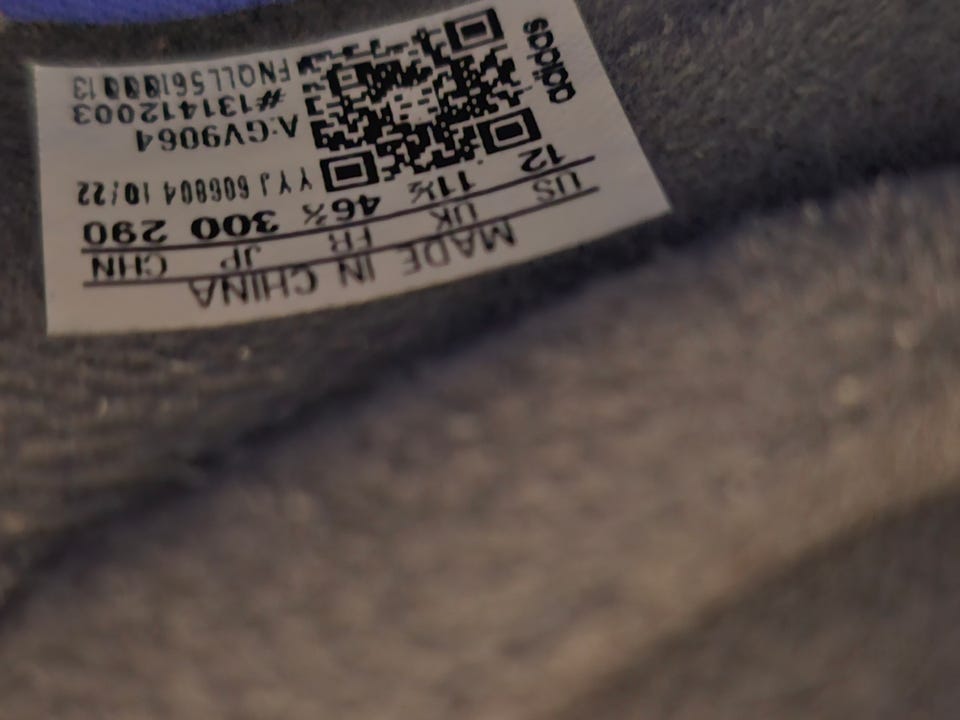 MADE IN CHINA
US UK FR JP CHN
12 11½ 46⅔ 300 290
YYJ 606804 10/22
A:GV9064
#131412003
FNQLL5610013
adidas